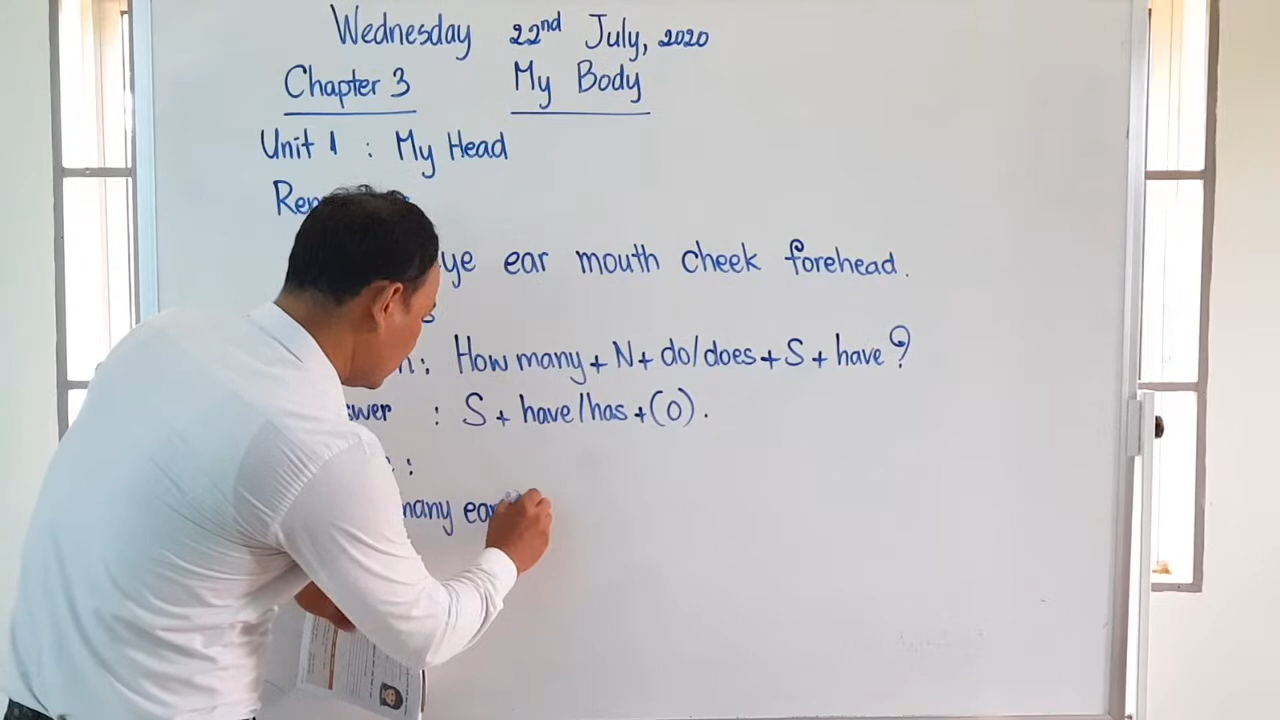 Wednesday 22nd July, 2020
Chapter 3 My Body
Unit 1 : My Head
ear mouth cheek forehead.
: How many + N + do/does + S + have?
: S + have/has + (O).
:
many